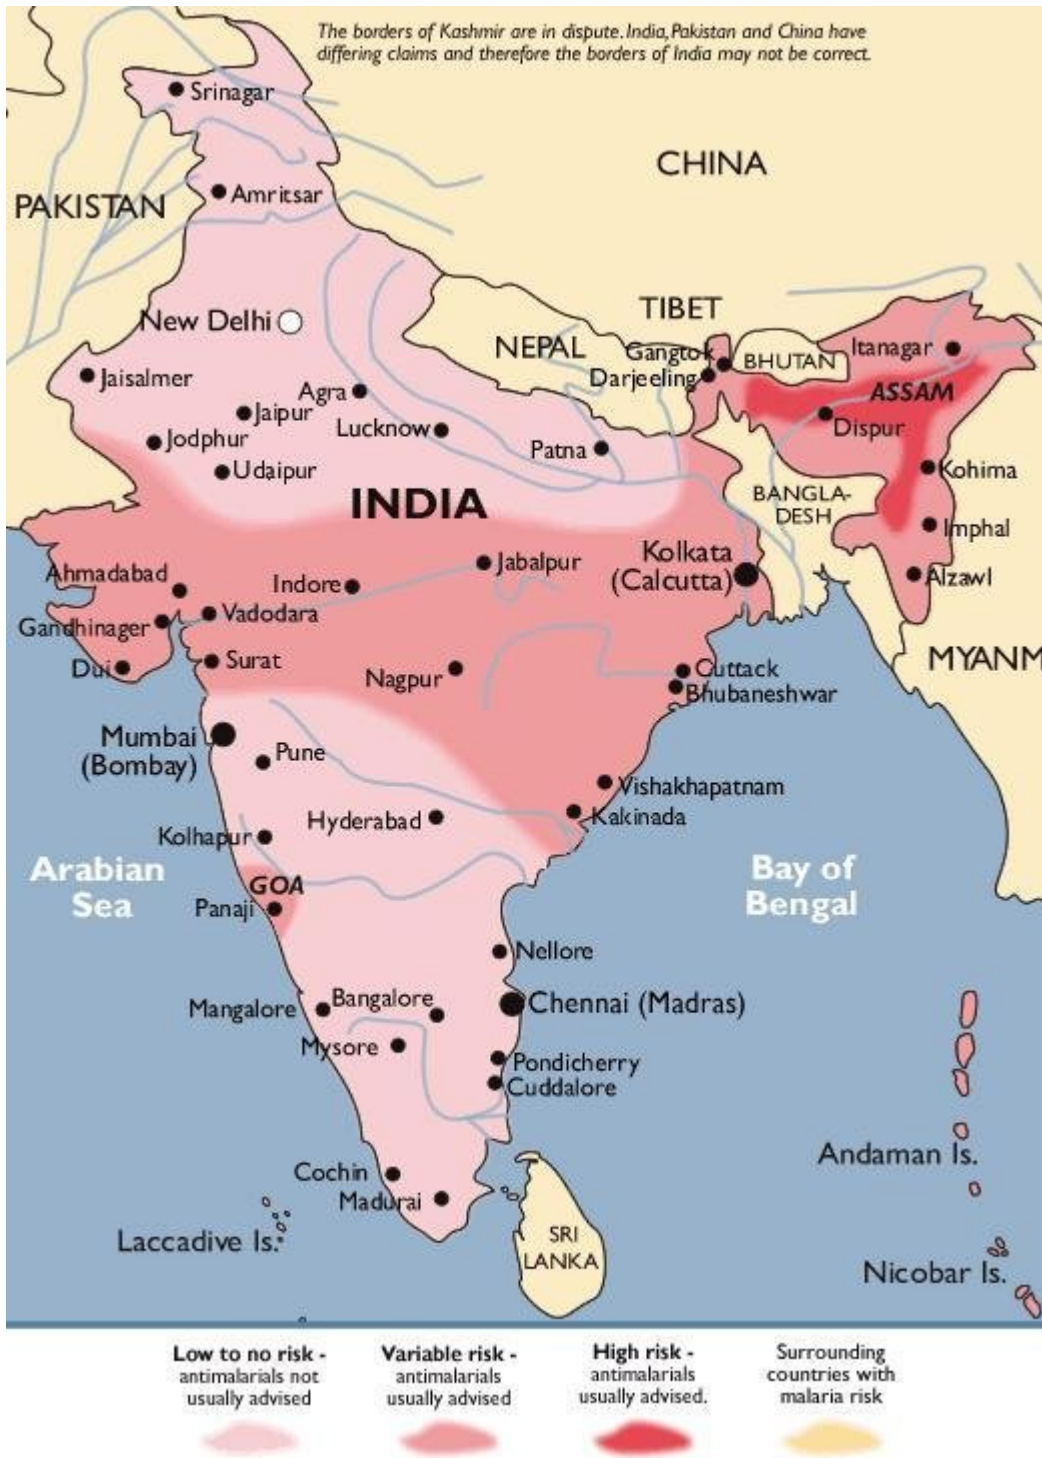 The borders of Kashmir are in dispute. India, Pakistan and China have
differing claims and therefore the borders of India may not be correct.
Srinagar
CHINA
Amritsar
PAKISTAN
TIBET
New Delhi
NEPAL
Gangtok
BHUTAN
Itanagar
Jaisalmer
Darjeeling
ASSAM
Agra
Jaipur
Lucknow
Dispur
Jodphur
Patna
Udaipur
Kohima
INDIA
BANGLA-
DESH
Imphal
Kolkata
(Calcutta)
Jabalpur
Ahmadabad
Indore
Alzawl
Vadodara
Gandhinager
Surat
Dui
Nagpur
Cuttack
Bhubaneshwar
MYANM
Mumbai
(Bombay)
Pune
Vishakhapatnam
Hyderabad
Kakinada
Kolhapur
Arabian
Sea
Bay of
Bengal
GOA
Panaji
Nellore
Mangalore
Bangalore
Chennai (Madras)
Mysore
Pondicherry
Cuddalore
Andaman Is.
Cochin
Madurai
Laccadive Is.
SRI
LANKA
Nicobar Is.
Low to no risk -
antimalarials not
usually advised
Variable risk -
antimalarials
usually advised
High risk -
antimalarials
usually advised.
Surrounding
countries with
malaria risk